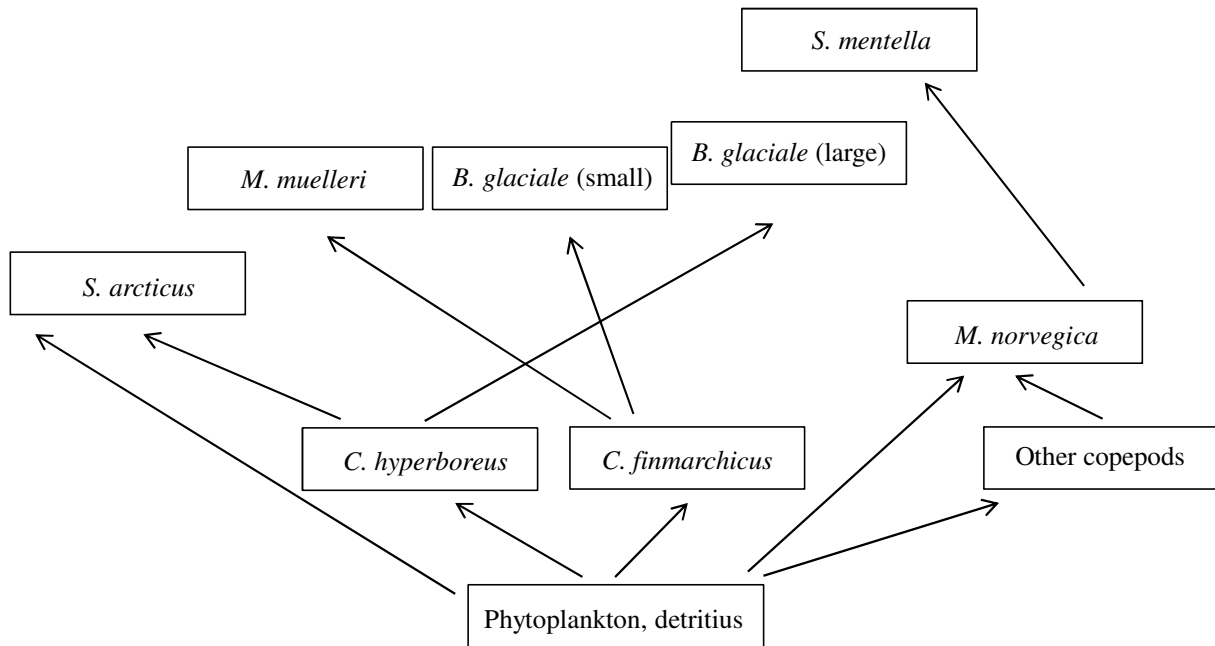 S. mentella
B. glaciale (large)
M. muelleri
B. glaciale (small)
S. arcticus
M. norvegica
C. hyperboreus
C. finmarchicus
Other copepods
Phytoplankton, detritius